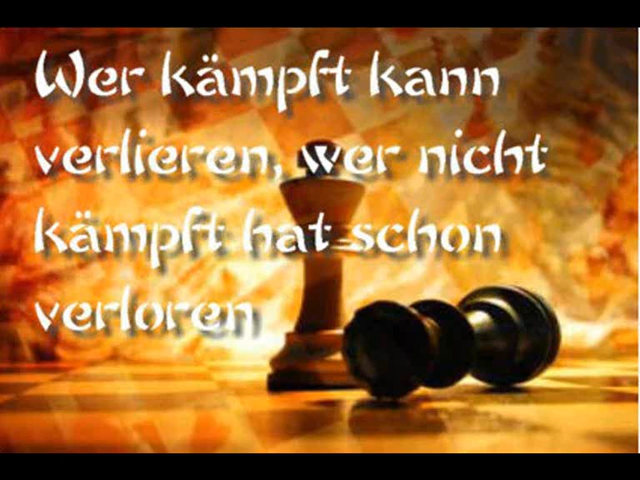 Wer kämpft kann
verlieren, wer nicht
kämpft hat schon
verloren